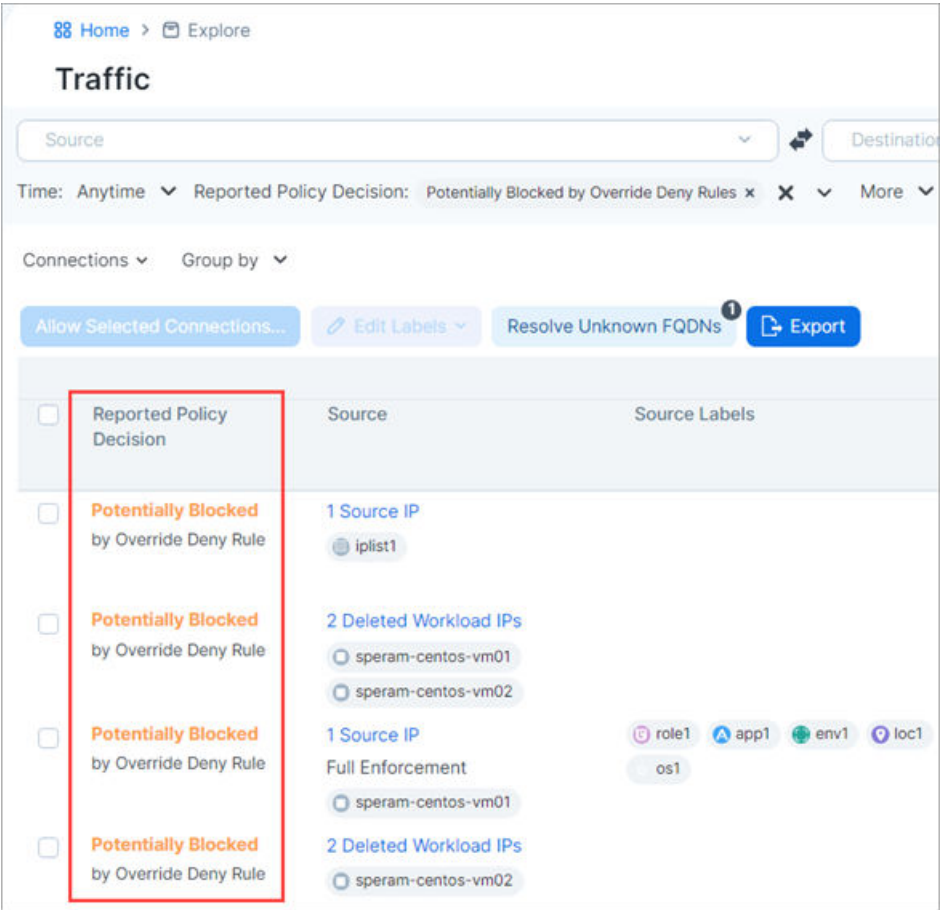 Home > Explore
Traffic
Source
Destination
Time: Anytime Reported Policy Decision: Potentially Blocked by Override Deny Rules × × More
Connections Group by
Allow Selected Connections... Edit Labels Resolve Unknown FQDNs 1 Export
Reported Policy Decision Source Source Labels
Potentially Blocked 1 Source IP
by Override Deny Rule iplist1
Potentially Blocked 2 Deleted Workload IPs
by Override Deny Rule speram-centos-vm01
speram-centos-vm02
Potentially Blocked 1 Source IP role1 app1 env1 loc1
by Override Deny Rule Full Enforcement os1
speram-centos-vm01
Potentially Blocked 2 Deleted Workload IPs
by Override Deny Rule speram-centos-vm02